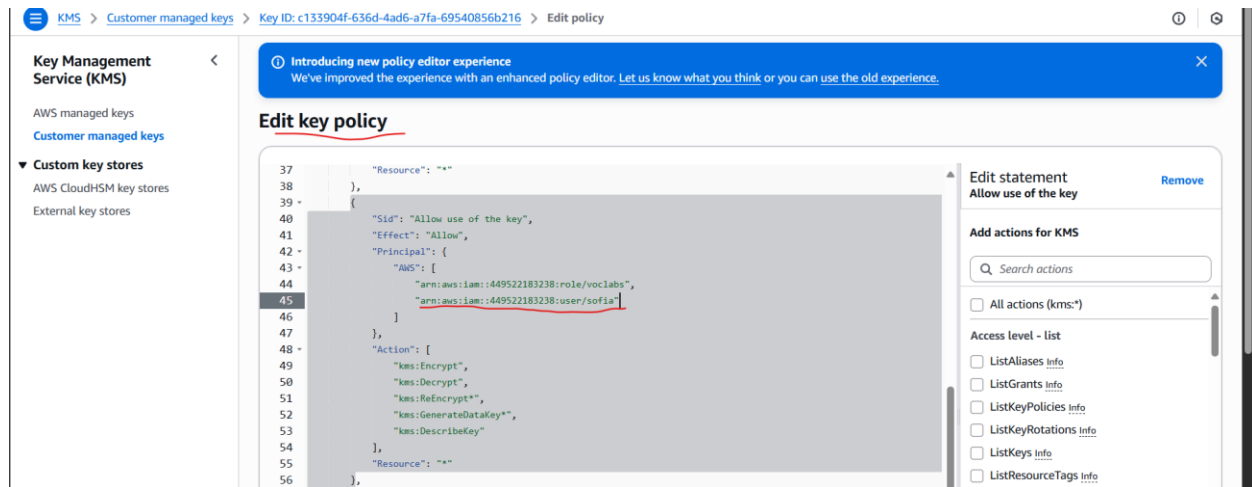 KMS > Customer managed keys > Key ID: c133904f-636d-4ad6-a7fa-69540856b216 > Edit policy
Key Management
Service (KMS)
AWS managed keys
Customer managed keys
Custom key stores
AWS CloudHSM key stores
External key stores
Introducing new policy editor experience
We've improved the experience with an enhanced policy editor. Let us know what you think or you can use the old experience.
Edit key policy
37 "Resource": "*"
38 },
39 {
40 "Sid": "Allow use of the key",
41 "Effect": "Allow",
42 "Principal": {
43 "AWS": [
44 "arn:aws:iam::449522183238:role/voclabs",
45 "arn:aws:iam::449522183238:user/sofia"
46 ]
47 },
48 "Action": [
49 "kms:Encrypt",
50 "kms:Decrypt",
51 "kms:ReEncrypt*",
52 "kms:GenerateDataKey*",
53 "kms:DescribeKey"
54 ],
55 "Resource": "*"
56 },
Edit statement
Remove
Allow use of the key
Add actions for KMS
Search actions
All actions (kms:*)
Access level - list
ListAliases Info
ListGrants Info
ListKeyPolicies Info
ListKeyRotations Info
ListKeys Info
ListResourceTags Info